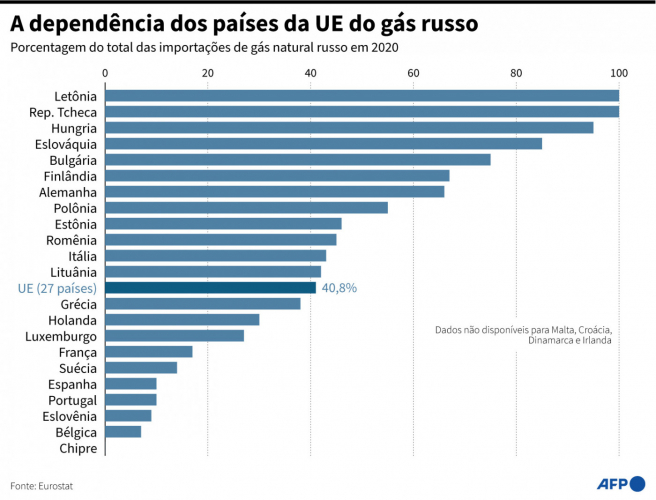 A dependência dos países da UE do gás russo
Porcentagem do total das importações de gás natural russo em 2020
0 20 40 60 80 100
Letônia
Rep. Tcheca
Hungria
Eslováquia
Bulgária
Finlândia
Alemanha
Polônia
Estônia
Romênia
Itália
Lituânia
UE (27 países) 40,8%
Grécia
Holanda
Luxemburgo
Dados não disponíveis para Malta, Croácia,
Dinamarca e Irlanda
França
Suécia
Espanha
Portugal
Eslovênia
Bélgica
Chipre
Fonte: Eurostat
AFP